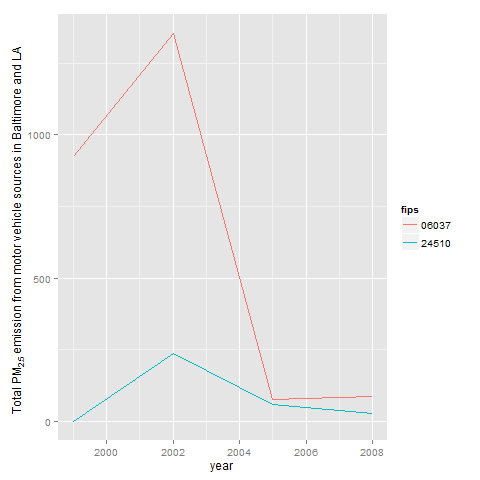 Total PM25 emission from motor vehicle sources in Baltimore and LA
1000
500
0
2000 2002 2004 2006 2008
year
fips
06037
24510